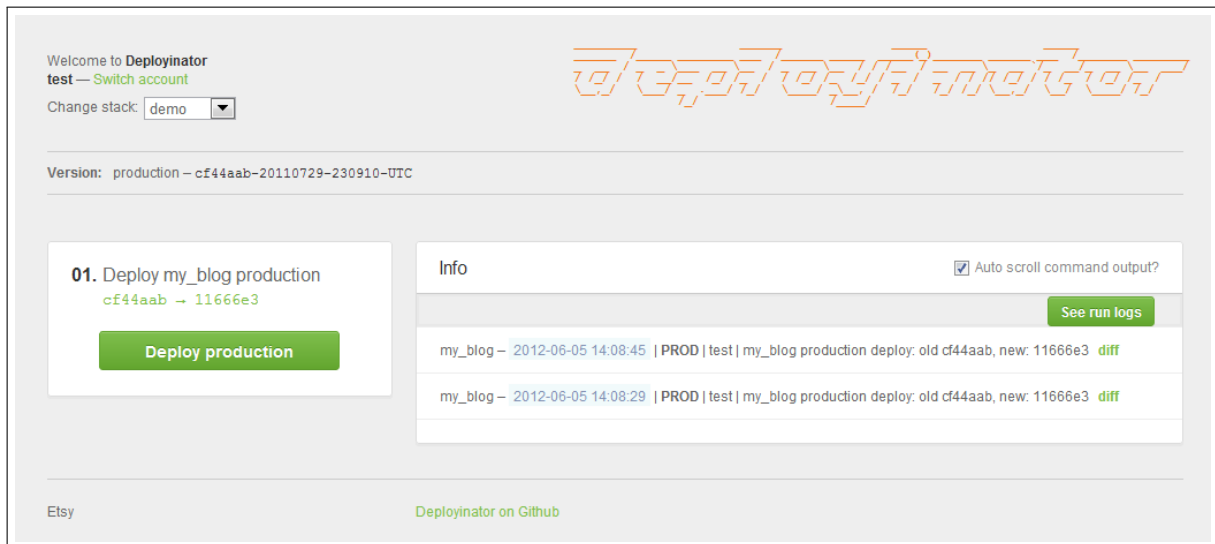 Welcome to Deployinator
test — Switch account
Change stack: demo
deployinator
Version: production – cf44aab-20110729-230910-UTC
01. Deploy my_blog production
cf44aab → 11666e3
Deploy production
Info
Auto scroll command output?
See run logs
my_blog – 2012-06-05 14:08:45 | PROD | test | my_blog production deploy: old cf44aab, new: 11666e3 diff
my_blog – 2012-06-05 14:08:29 | PROD | test | my_blog production deploy: old cf44aab, new: 11666e3 diff
Etsy
Deployinator on Github